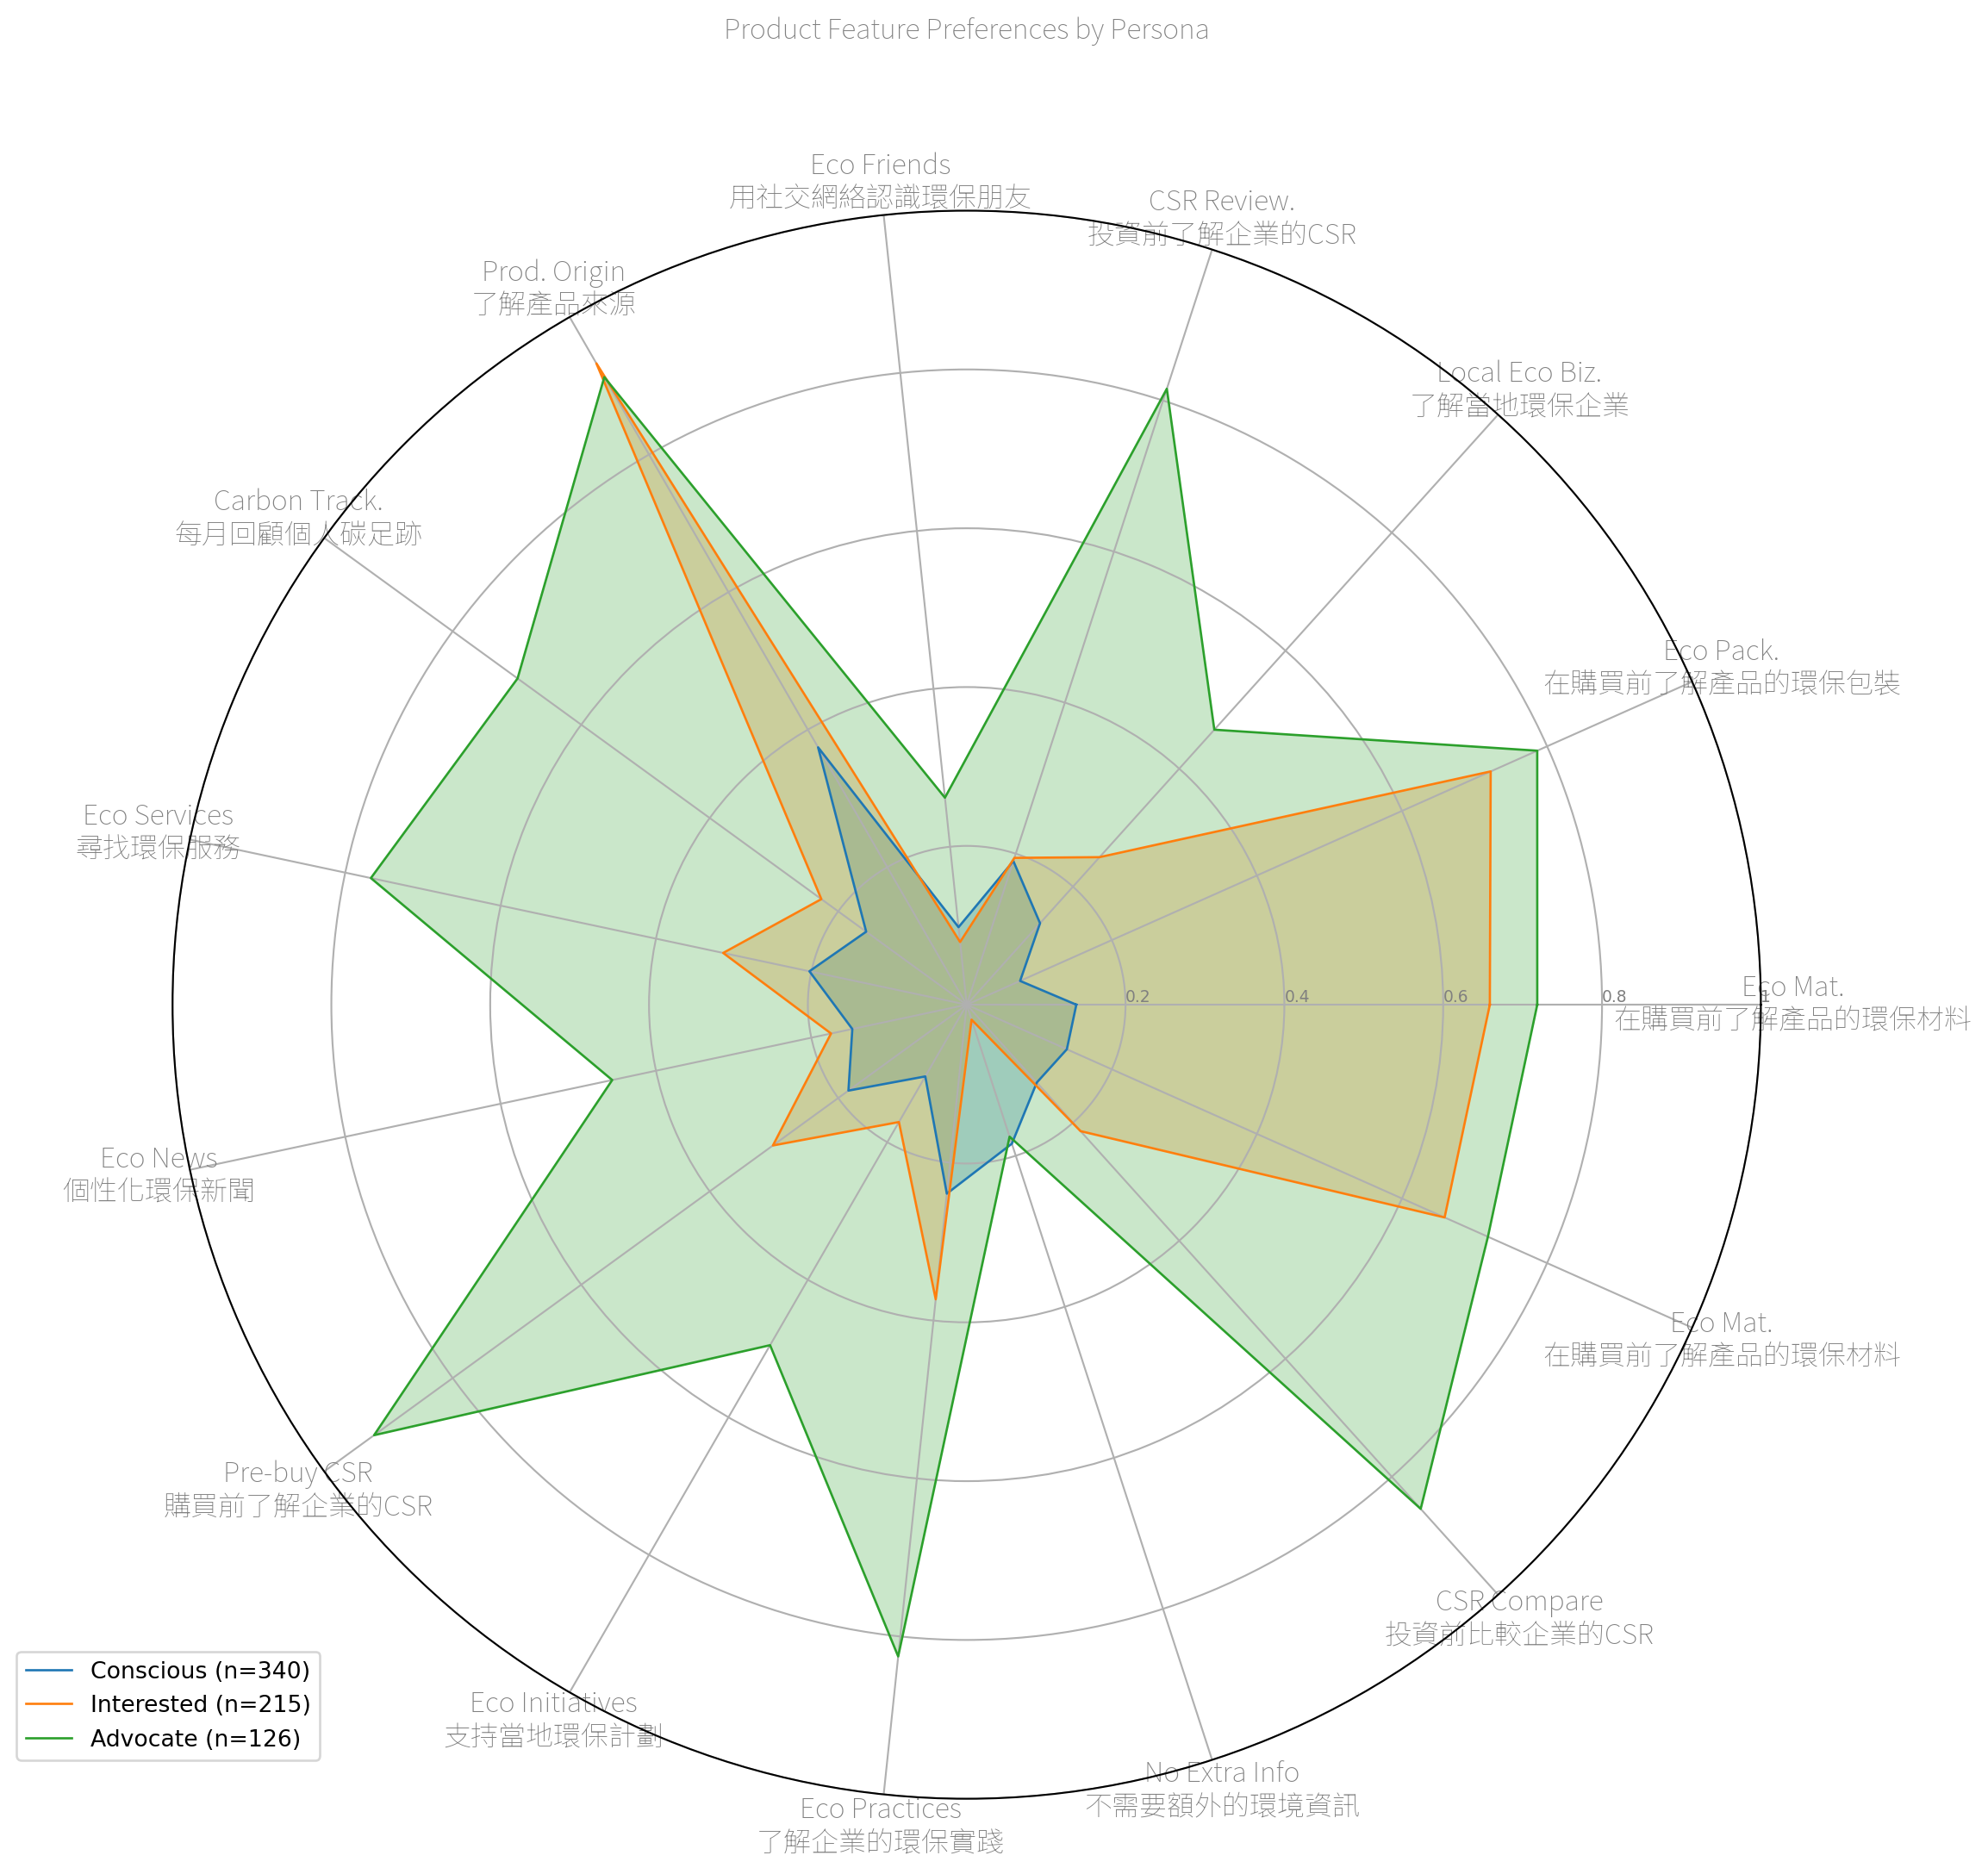 Product Feature Preferences by Persona
Eco Friends
用社交網絡認識環保朋友
CSR Review.
投資前了解企業的CSR
Prod. Origin
了解產品來源
Local Eco Biz.
了解當地環保企業
Carbon Track.
每月回顧個人碳足跡
Eco Pack.
在購買前了解產品的環保包裝
Eco Services
尋找環保服務
0.2
0.4
0.6
0.8
1
Eco Mat.
在購買前了解產品的環保材料
Eco News
個性化環保新聞
Eco Mat.
在購買前了解產品的環保材料
Pre-buy CSR
購買前了解企業的CSR
CSR Compare
投資前比較企業的CSR
Eco Initiatives
支持當地環保計劃
No Extra Info
不需要額外的環境資訊
Eco Practices
了解企業的環保實踐
Conscious (n=340)
Interested (n=215)
Advocate (n=126)